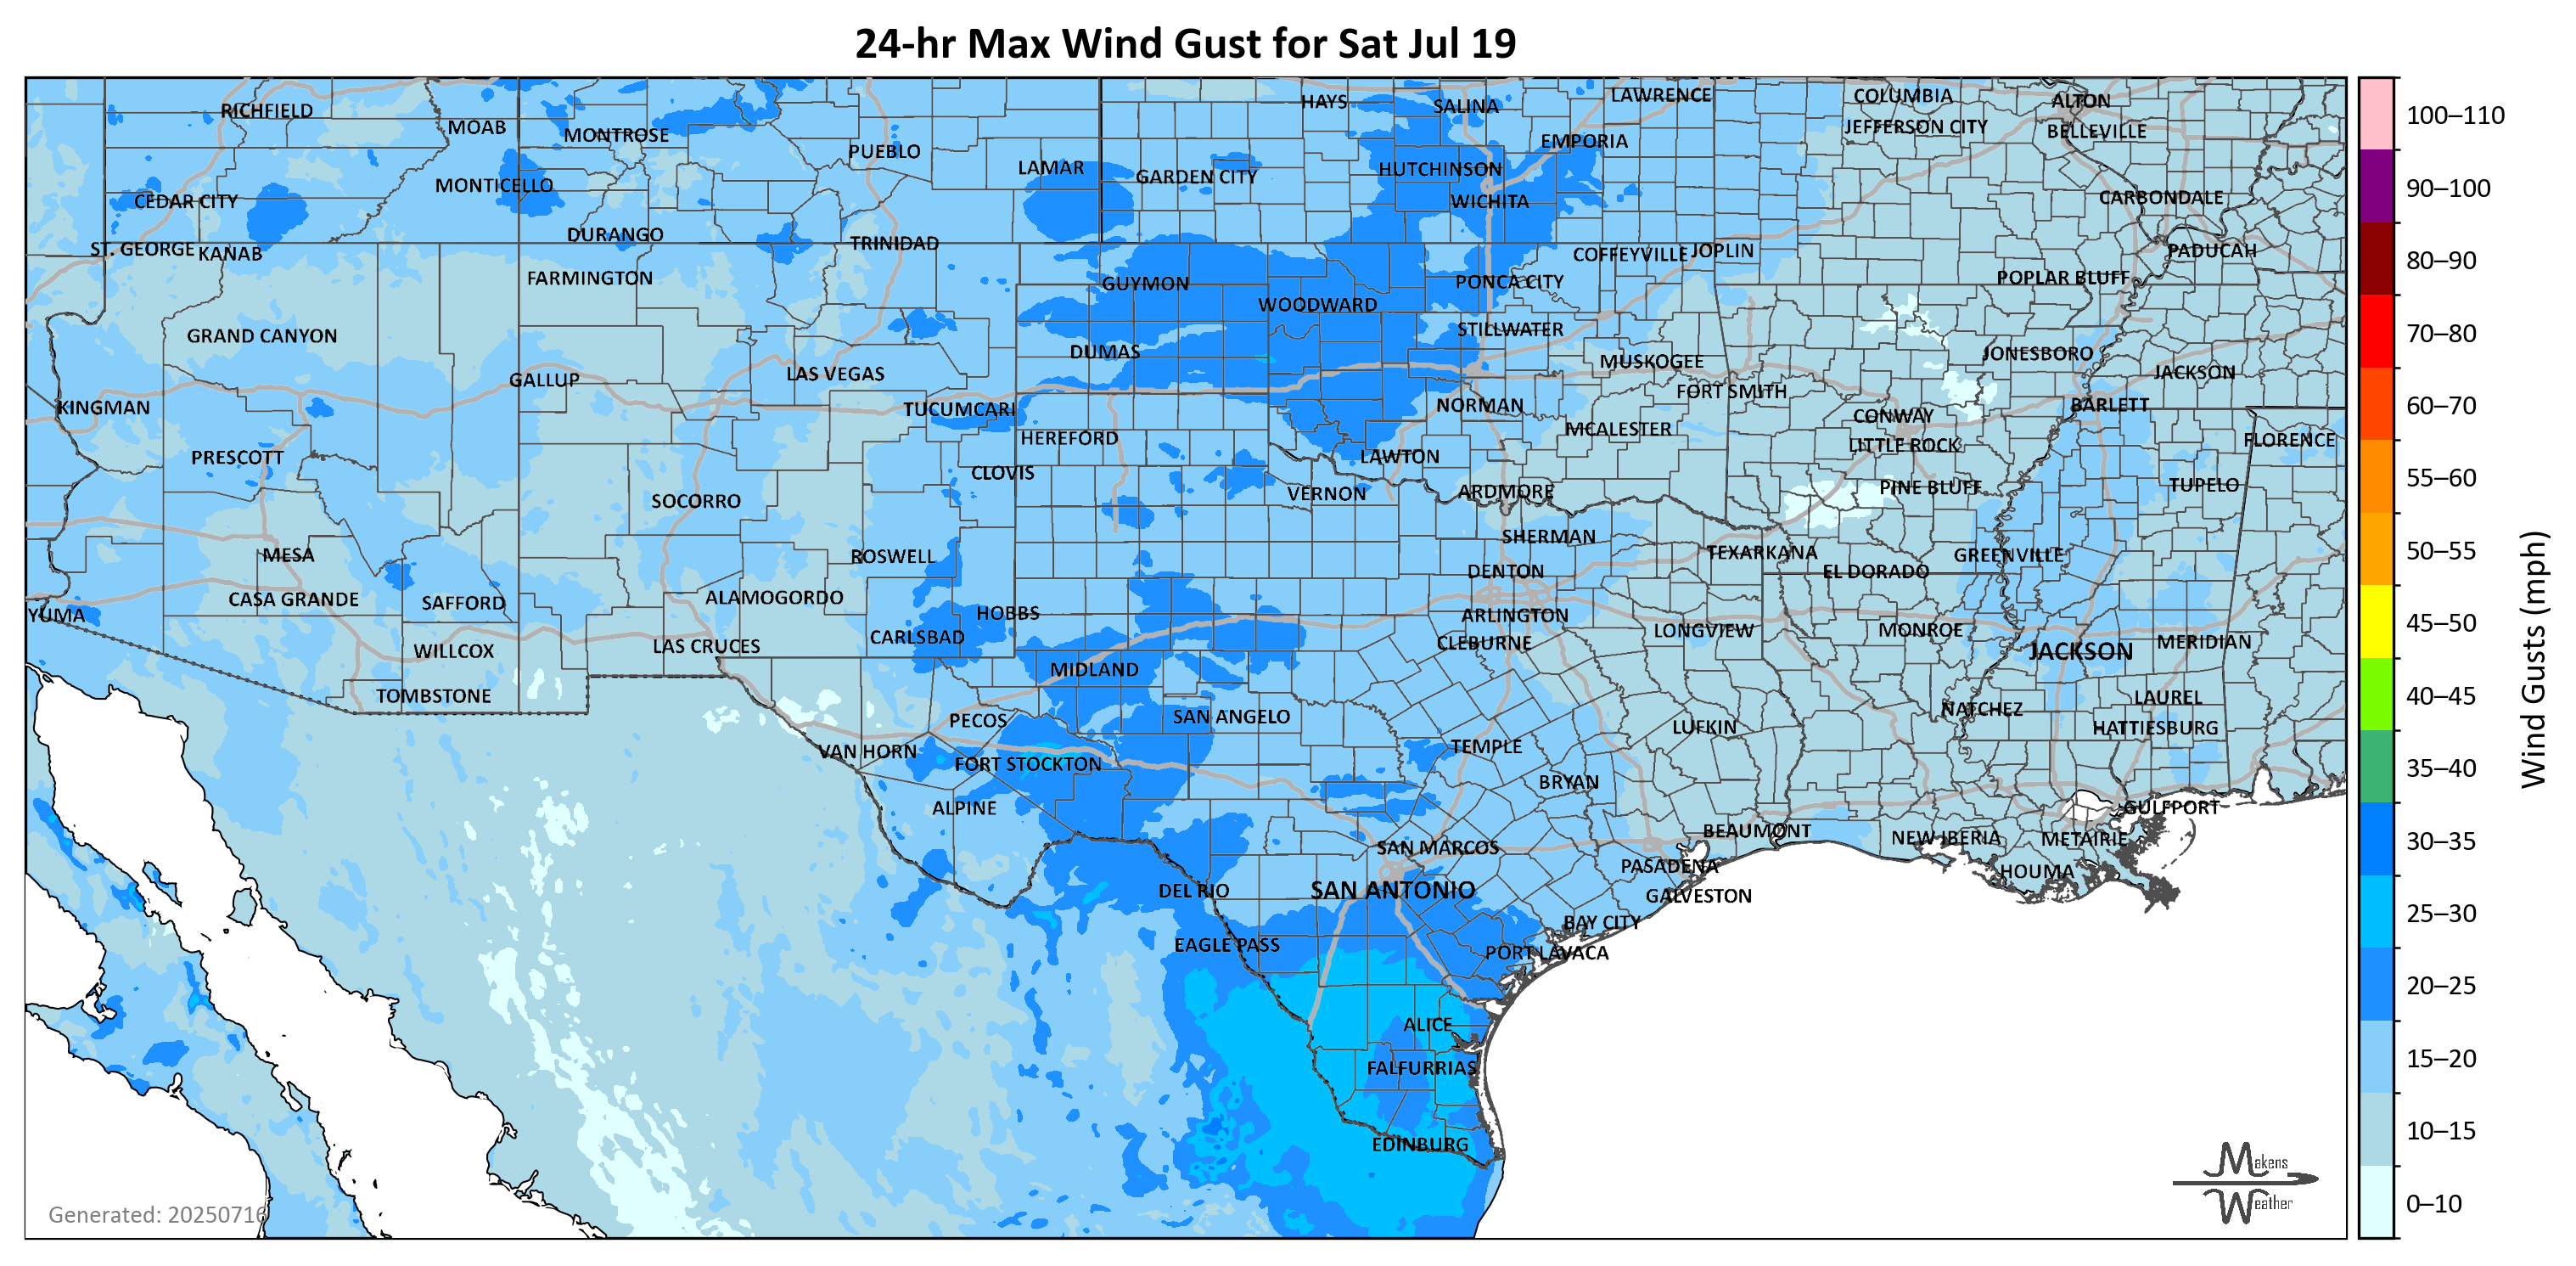 24-hr Max Wind Gust for Sat Jul 19
RICHFIELD
MOAB
MONTROSE
PUEBLO
LAMAR
HAYS
SALINA
LAWRENCE
COLUMBIA
ALTON
JEFFERSON CITY
BELLEVILLE
EMPORIA
GARDEN CITY
HUTCHINSON
MONTICELLO
CEDAR CITY
WICHITA
CARBONDALE
DURANGO
TRINIDAD
ST. GEORGE
KANAB
COFFEYVILLE
JOPLIN
PADUCAH
FARMINGTON
GUYMON
PONCA CITY
POPLAR BLUFF
WOODWARD
GRAND CANYON
STILLWATER
DUMAS
MUSKOGEE
JONESBORO
GALLUP
LAS VEGAS
FORT SMITH
JACKSON
KINGMAN
TUCUMCARI
NORMAN
CONWAY
BARLETT
HEREFORD
MCALESTER
LITTLE ROCK
FLORENCE
PRESCOTT
CLOVIS
LAWTON
SOCORRO
VERNON
ARDMORE
PINE BLUFF
TUPELO
MESA
ROSWELL
SHERMAN
TEXARKANA
GREENVILLE
DENTON
EL DORADO
CASA GRANDE
SAFFORD
ALAMOGORDO
YUMA
HOBBS
ARLINGTON
CARLSBAD
CLEBURNE
LONGVIEW
MONROE
MERIDIAN
WILLCOX
LAS CRUCES
JACKSON
MIDLAND
TOMBSTONE
LAUREL
PECOS
SAN ANGELO
NATCHEZ
LUFKIN
HATTIESBURG
VAN HORN
TEMPLE
FORT STOCKTON
BRYAN
ALPINE
GULFPORT
BEAUMONT
NEW IBERIA
METAIRIE
SAN MARCOS
PASADENA
HOUMA
DEL RIO
SAN ANTONIO
GALVESTON
BAY CITY
EAGLE PASS
PORT LAVACA
ALICE
FALFURRIAS
EDINBURG
Generated: 20250716
Makens
Weather
100–110
90–100
80–90
70–80
60–70
55–60
50–55
45–50
40–45
35–40
30–35
25–30
20–25
15–20
10–15
0–10
Wind Gusts (mph)